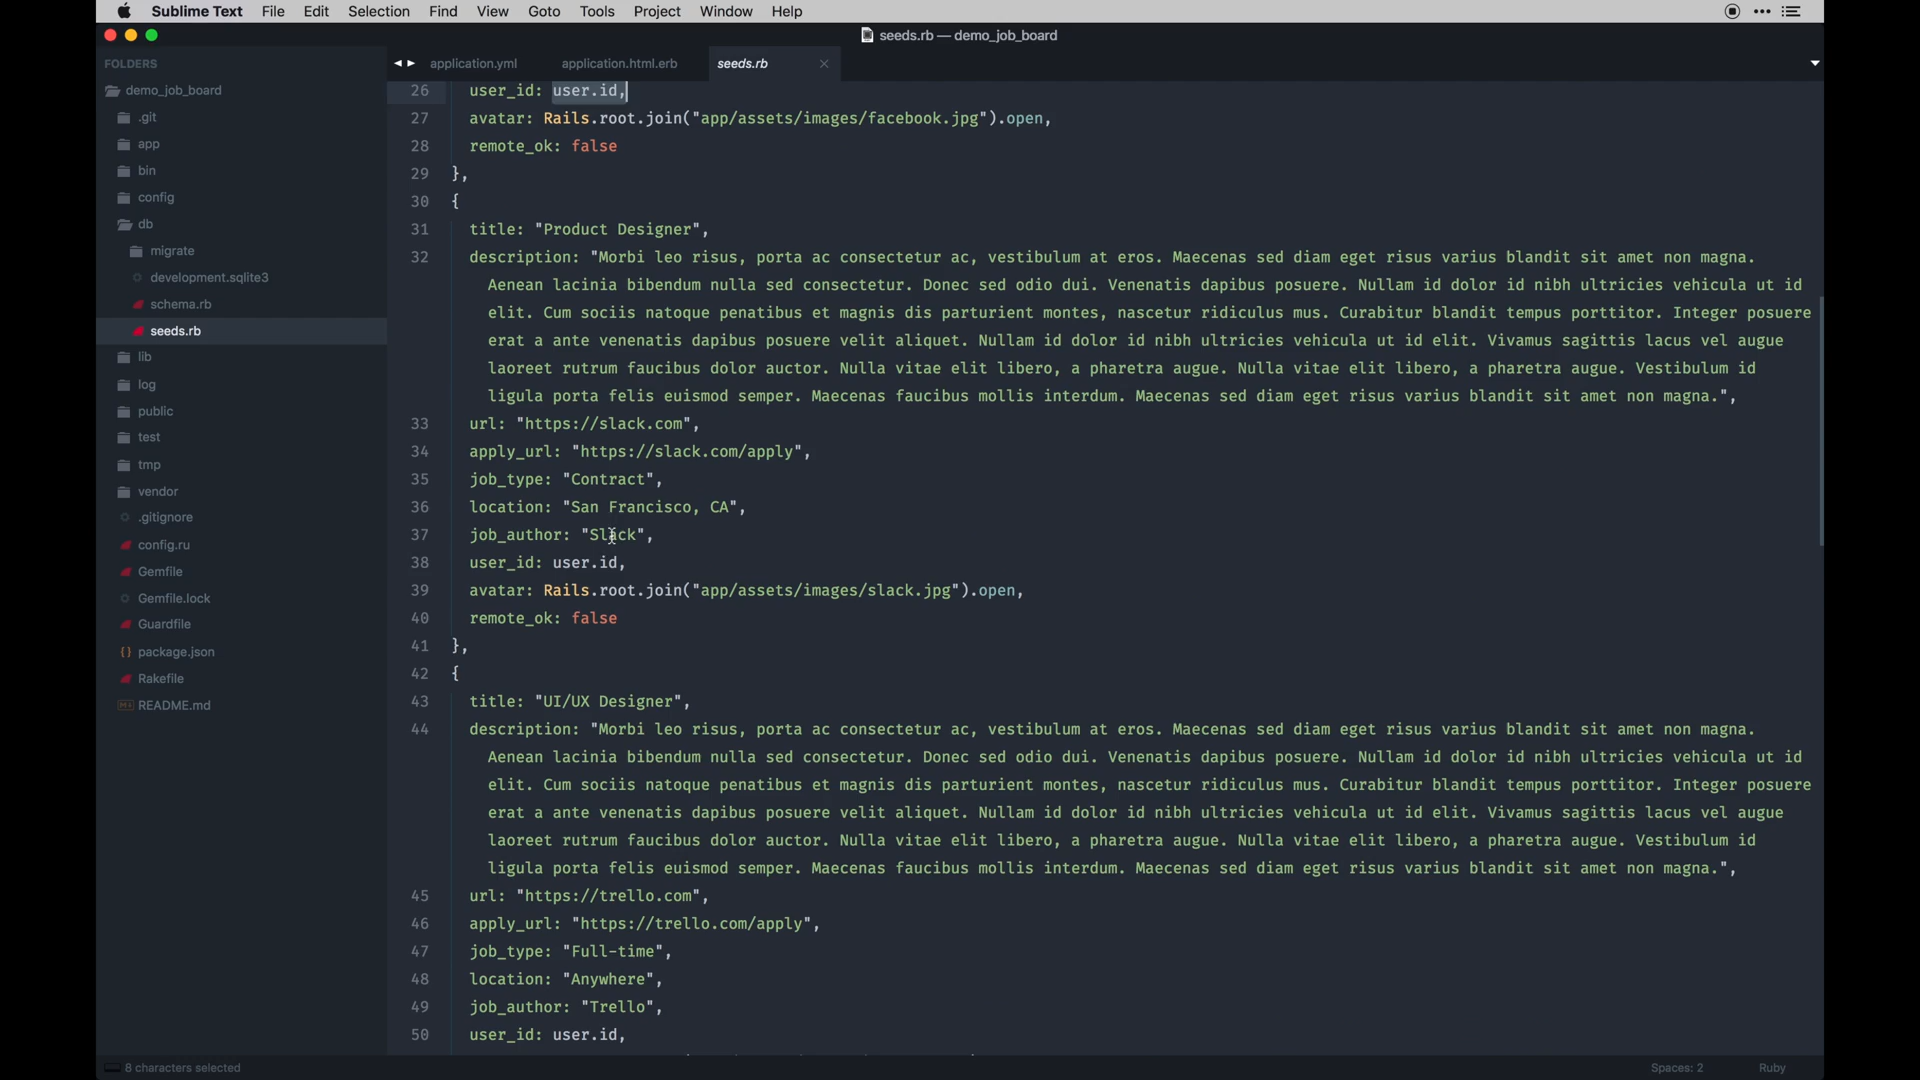 Sublime Text File Edit Selection Find View Goto Tools Project Window Help
seeds.rb — demo_job_board
FOLDERS
demo_job_board
.git
app
bin
config
db
migrate
development.sqlite3
schema.rb
seeds.rb
lib
log
public
test
tmp
vendor
.gitignore
config.ru
Gemfile
Gemfile.lock
Guardfile
package.json
Rakefile
README.md
application.yml application.html.erb seeds.rb
26 user_id: user.id,
27 avatar: Rails.root.join("app/assets/images/facebook.jpg").open,
28 remote_ok: false
29 },
30 {
31 title: "Product Designer",
32 description: "Morbi leo risus, porta ac consectetur ac, vestibulum at eros. Maecenas sed diam eget risus varius blandit sit amet non magna.
Aenean lacinia bibendum nulla sed consectetur. Donec sed odio dui. Venenatis dapibus posuere. Nullam id dolor id nibh ultricies vehicula ut id
elit. Cum sociis natoque penatibus et magnis dis parturient montes, nascetur ridiculus mus. Curabitur blandit tempus porttitor. Integer posuere
erat a ante venenatis dapibus posuere velit aliquet. Nullam id dolor id nibh ultricies vehicula ut id elit. Vivamus sagittis lacus vel augue
laoreet rutrum faucibus dolor auctor. Nulla vitae elit libero, a pharetra augue. Nulla vitae elit libero, a pharetra augue. Vestibulum id
ligula porta felis euismod semper. Maecenas faucibus mollis interdum. Maecenas sed diam eget risus varius blandit sit amet non magna.",
33 url: "https://slack.com",
34 apply_url: "https://slack.com/apply",
35 job_type: "Contract",
36 location: "San Francisco, CA",
37 job_author: "Slack",
38 user_id: user.id,
39 avatar: Rails.root.join("app/assets/images/slack.jpg").open,
40 remote_ok: false
41 },
42 {
43 title: "UI/UX Designer",
44 description: "Morbi leo risus, porta ac consectetur ac, vestibulum at eros. Maecenas sed diam eget risus varius blandit sit amet non magna.
Aenean lacinia bibendum nulla sed consectetur. Donec sed odio dui. Venenatis dapibus posuere. Nullam id dolor id nibh ultricies vehicula ut id
elit. Cum sociis natoque penatibus et magnis dis parturient montes, nascetur ridiculus mus. Curabitur blandit tempus porttitor. Integer posuere
erat a ante venenatis dapibus posuere velit aliquet. Nullam id dolor id nibh ultricies vehicula ut id elit. Vivamus sagittis lacus vel augue
laoreet rutrum faucibus dolor auctor. Nulla vitae elit libero, a pharetra augue. Nulla vitae elit libero, a pharetra augue. Vestibulum id
ligula porta felis euismod semper. Maecenas faucibus mollis interdum. Maecenas sed diam eget risus varius blandit sit amet non magna.",
45 url: "https://trello.com",
46 apply_url: "https://trello.com/apply",
47 job_type: "Full-time",
48 location: "Anywhere",
49 job_author: "Trello",
50 user_id: user.id,
8 characters selected Spaces: 2 Ruby